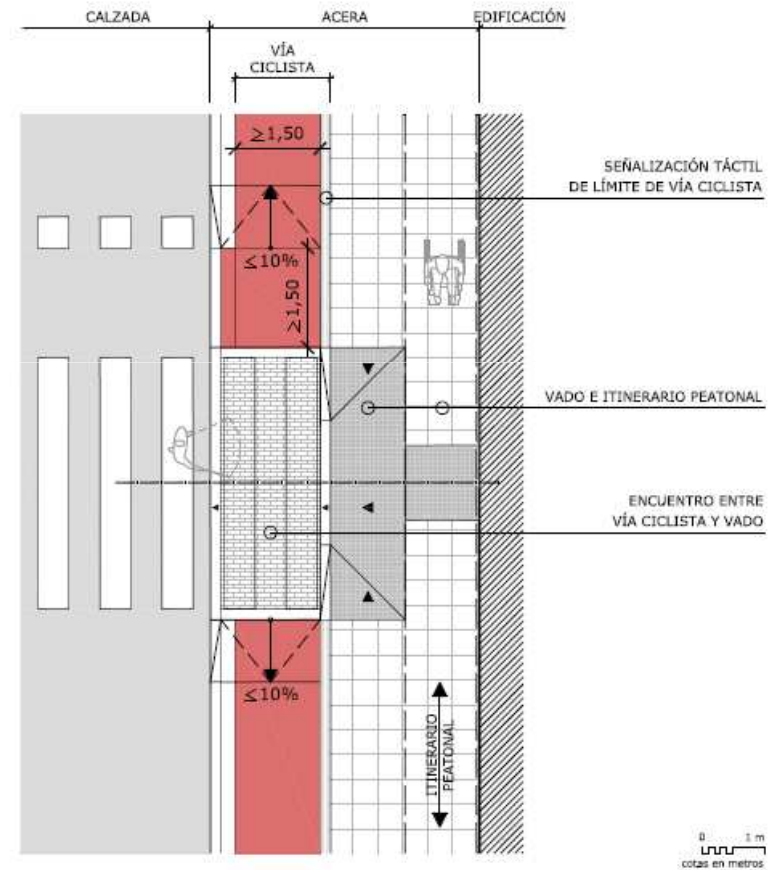 CALZADA
ACERA
EDIFICACIÓN
VÍA
CICLISTA
≥1,50
SEÑALIZACIÓN TÁCTIL
DE LÍMITE DE VÍA CICLISTA
≤10%
≥1,50
VADO E ITINERARIO PEATONAL
ENCUENTRO ENTRE
VÍA CICLISTA Y VADO
≤10%
ITINERARIO
PEATONAL
0 1 m
cotas en metros